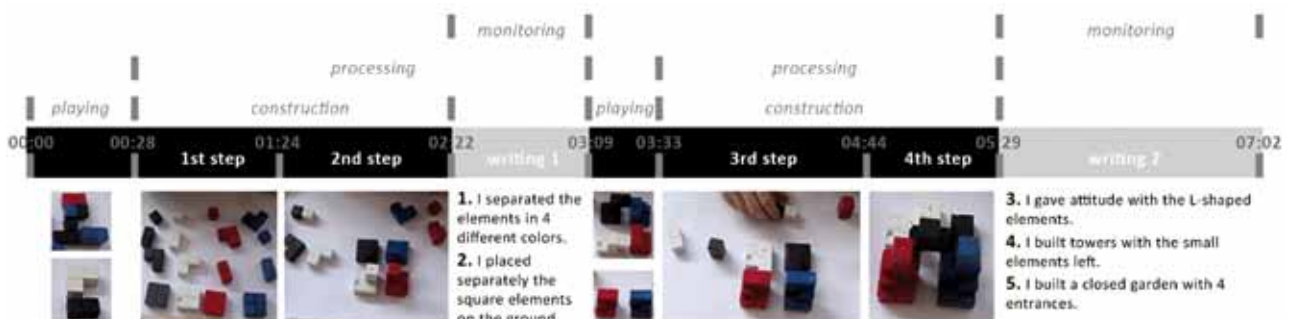 monitoring
monitoring
processing
processing
playing
construction
playing
construction
00:00
00:28
01:24
02:22
03:09
03:33
04:44
05:29
07:02
1st step
2nd step
writing 1
3rd step
4th step
writing 2
1. I separated the
elements in 4
different colors.
2. I placed
separately the
square elements
on the ground
3. I gave attitude with the L-shaped
elements.
4. I built towers with the small
elements left.
5. I built a closed garden with 4
entrances.